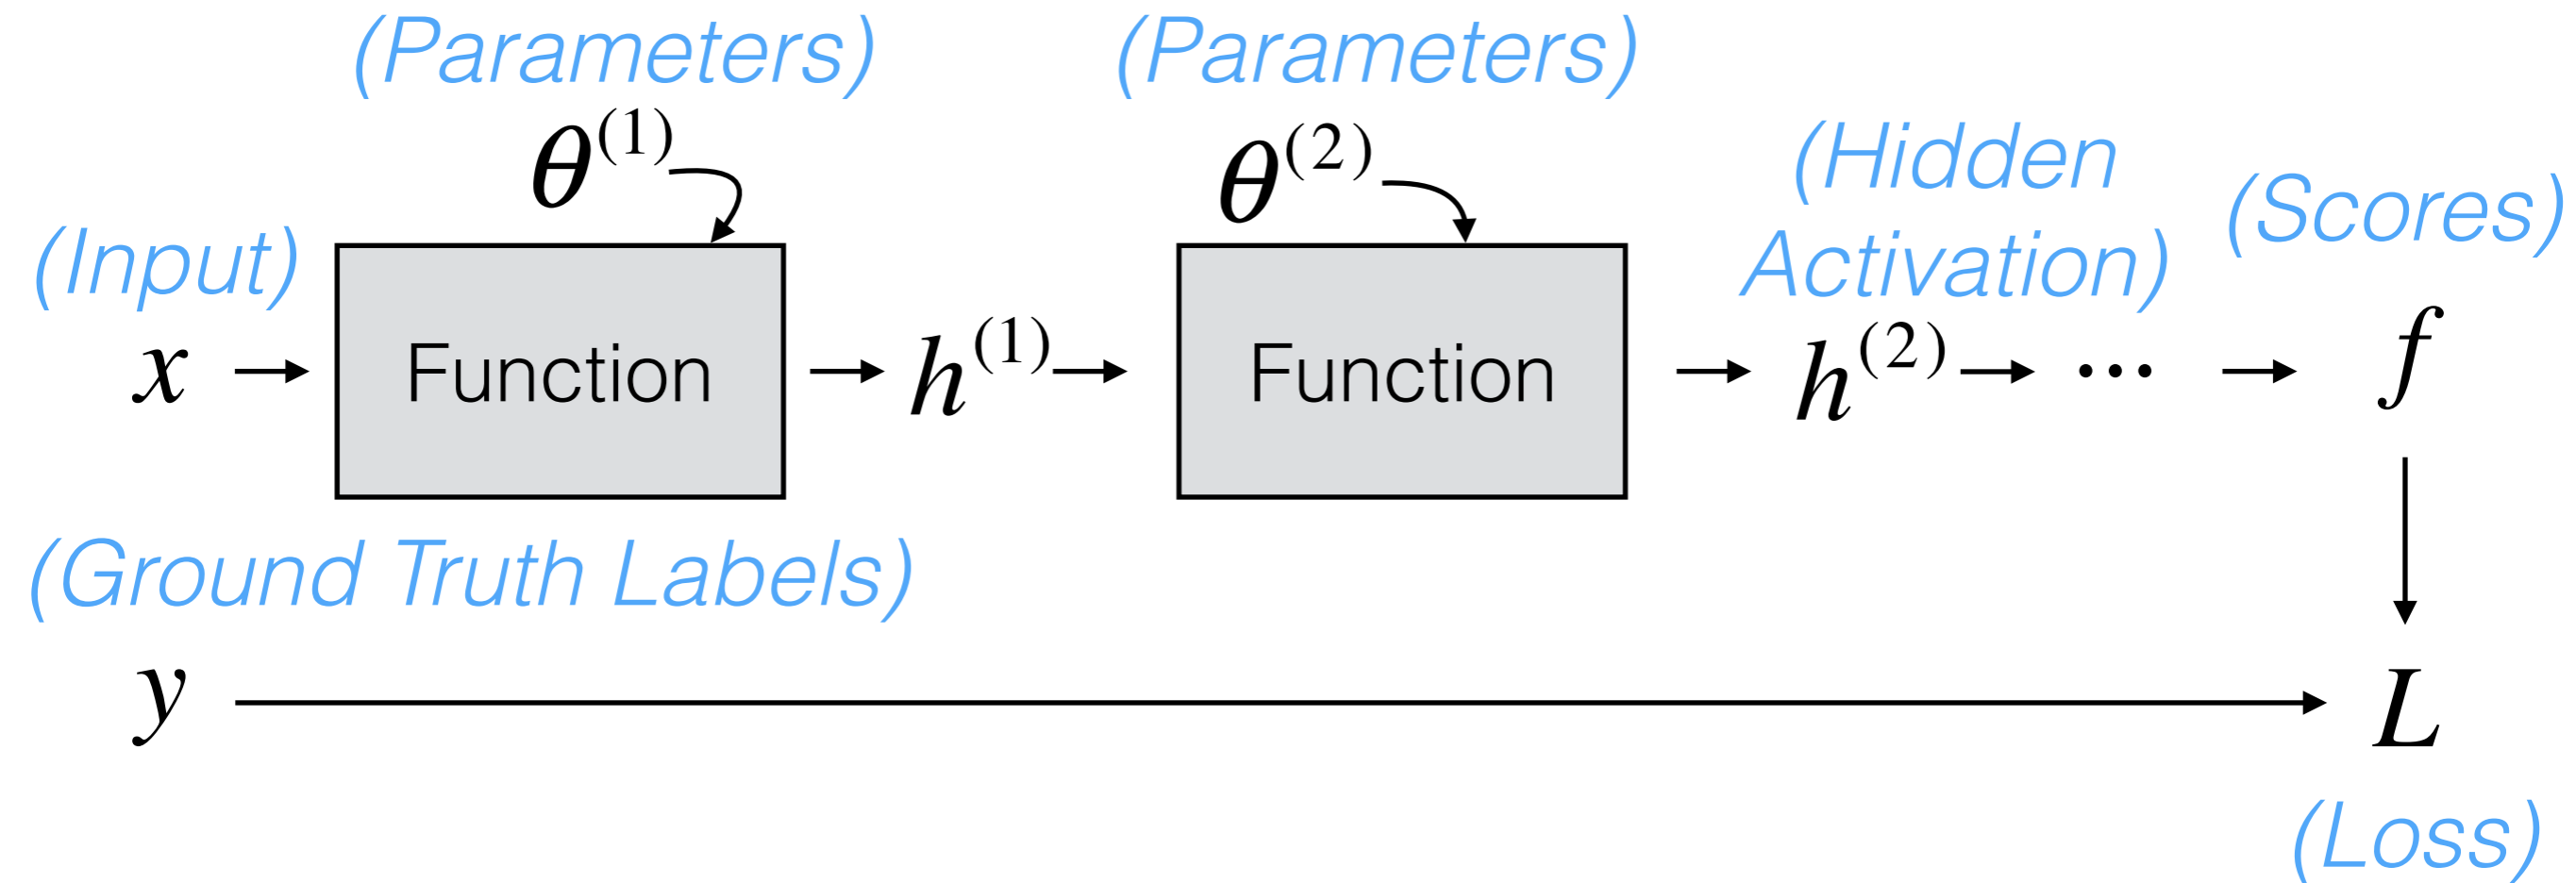 (Parameters)
(Parameters)
θ^(1)
θ^(2)
(Hidden
Activation)
(Scores)
(Input)
x
Function
h^(1)
Function
h^(2)
...
f
(Ground Truth Labels)
y
L
(Loss)